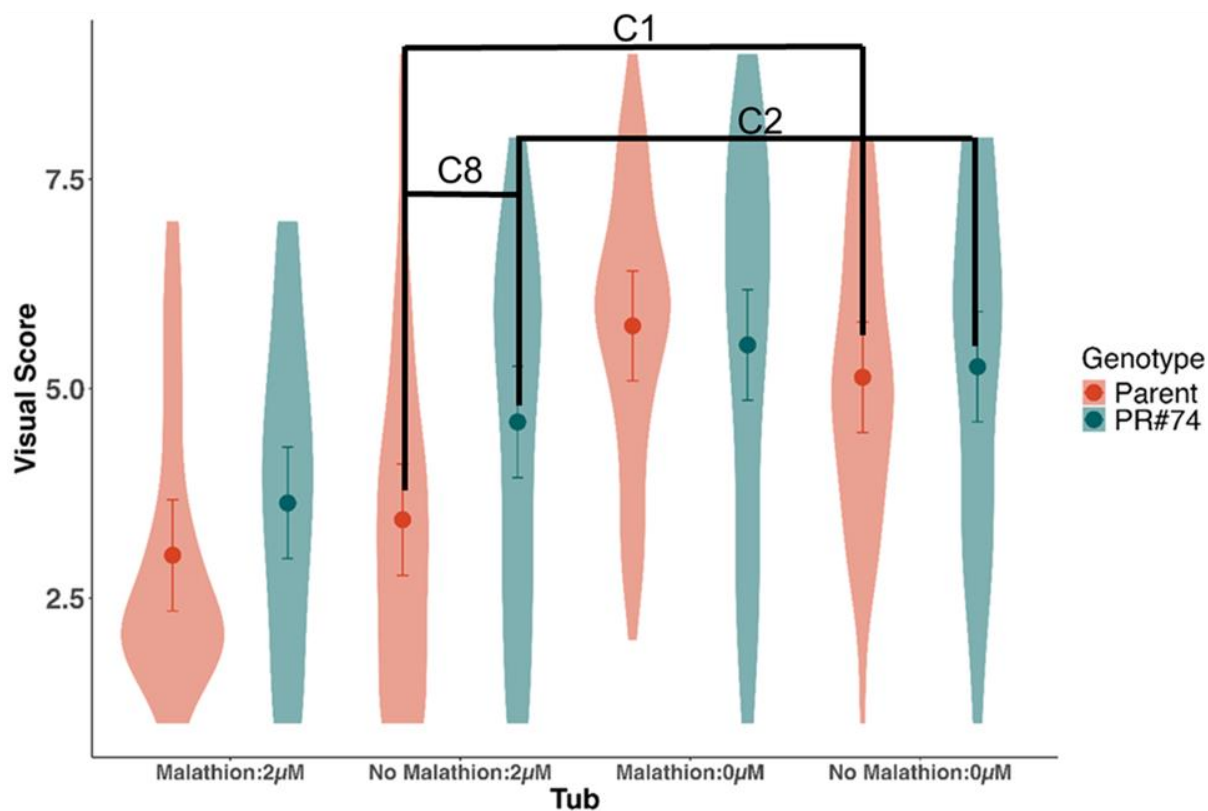 C1
C2
C8
7.5
5.0
2.5
Visual Score
Genotype
Parent
PR#74
Malathion:2µM
No Malathion:2µM
Malathion:0µM
No Malathion:0µM
Tub